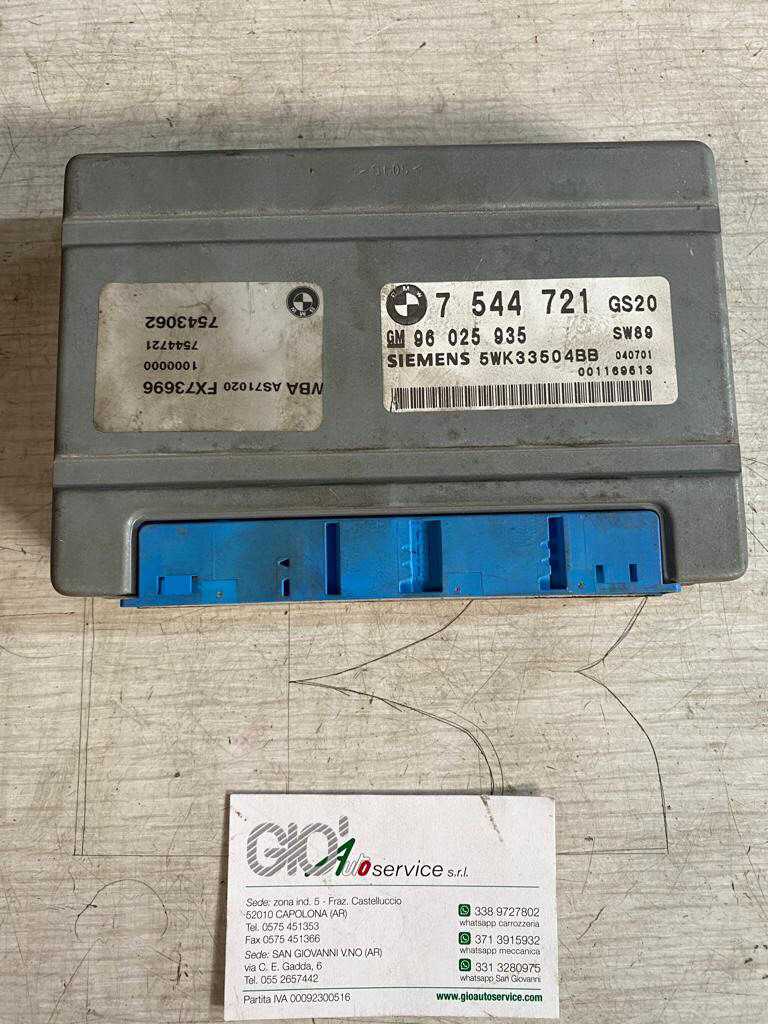 BMW 7 544 721 GS20
GM 96 025 935 SW89
SIEMENS 5WK33504BB 040701
001169613
BMW
WBA AS71020 FX73696
1000000
7544721
7543062
GIO' Autoservice s.r.l.
Sede: zona ind. 5 - Fraz. Castelluccio
52010 CAPOLONA (AR)
Tel. 0575 451353
Fax 0575 451366
Sede: SAN GIOVANNI V.NO (AR)
via C. E. Gadda, 6
Tel. 055 2657442
Partita IVA 00092300516
338 9727802
whatsapp carrozzeria
371 3915932
whatsapp meccanica
331 3280975
whatsapp San Giovanni
www.gioautoservice.com